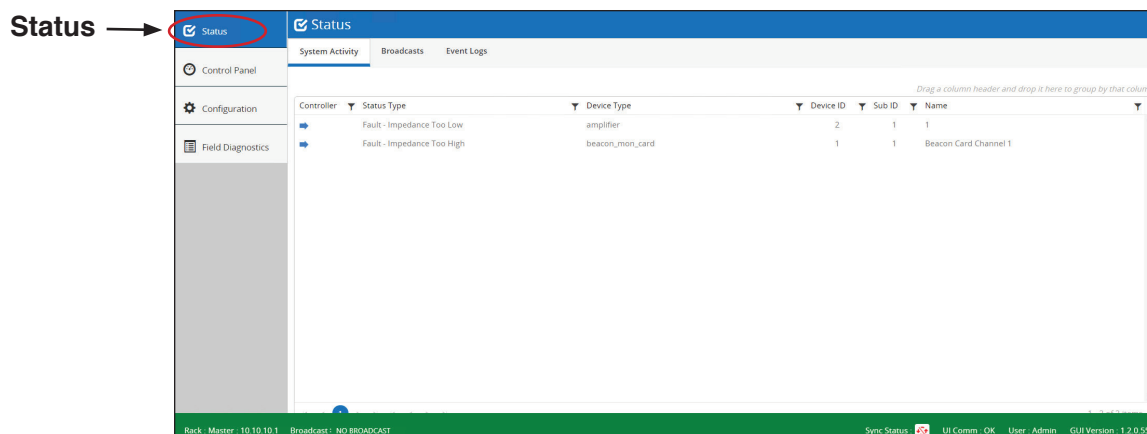 Status
Status
Control Panel
Configuration
Field Diagnostics
Status
System Activity Broadcasts Event Logs
Drag a column header and drop it here to group by that colum
Controller Status Type Device Type Device ID Sub ID Name
Fault - Impedance Too Low amplifier 2 1 1
Fault - Impedance Too High beacon_mon_card 1 1 Beacon Card Channel 1
Rack : Master : 10.10.10.1 Broadcast : NO BROADCAST Sync Status : UI Comm : OK User : Admin GUI Version : 1.2.0.55